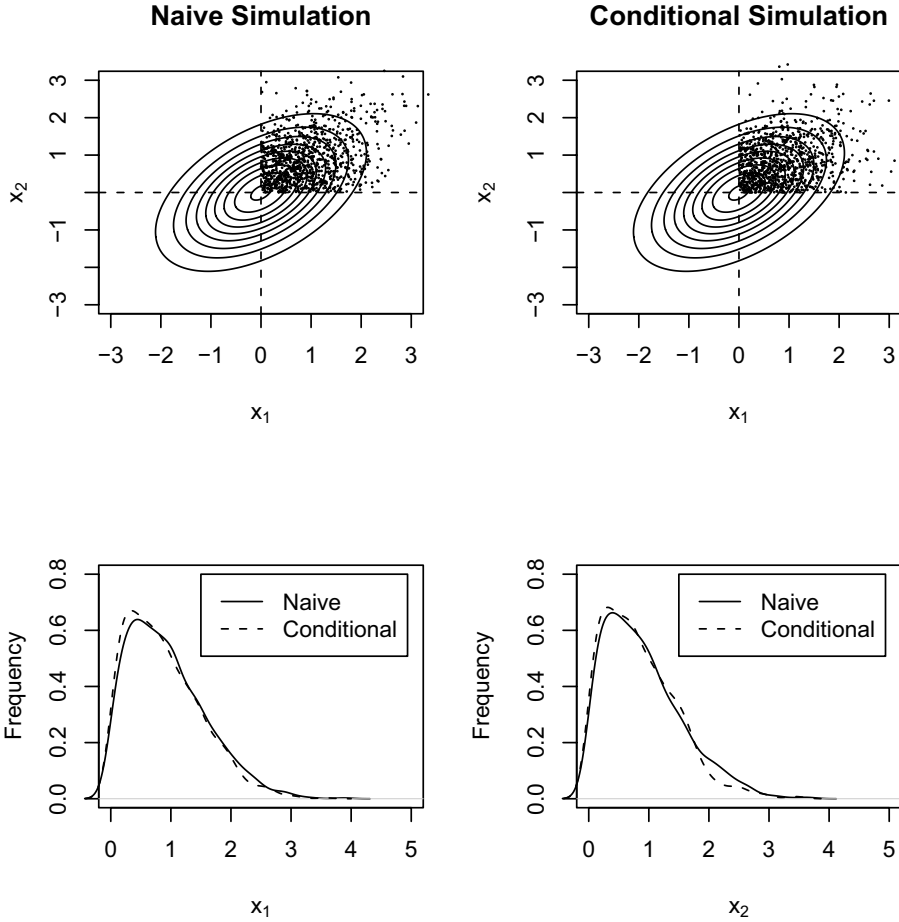 Naive Simulation
Conditional Simulation
x₂
3
2
1
0
−1
−3
−3 −2 −1 0 1 2 3
x₁
x₂
3
2
1
0
−1
−3
−3 −2 −1 0 1 2 3
x₁
Frequency
0.8
0.6
0.4
0.2
0.0
Naive
Conditional
0 1 2 3 4 5
x₁
Frequency
0.8
0.6
0.4
0.2
0.0
Naive
Conditional
0 1 2 3 4 5
x₂